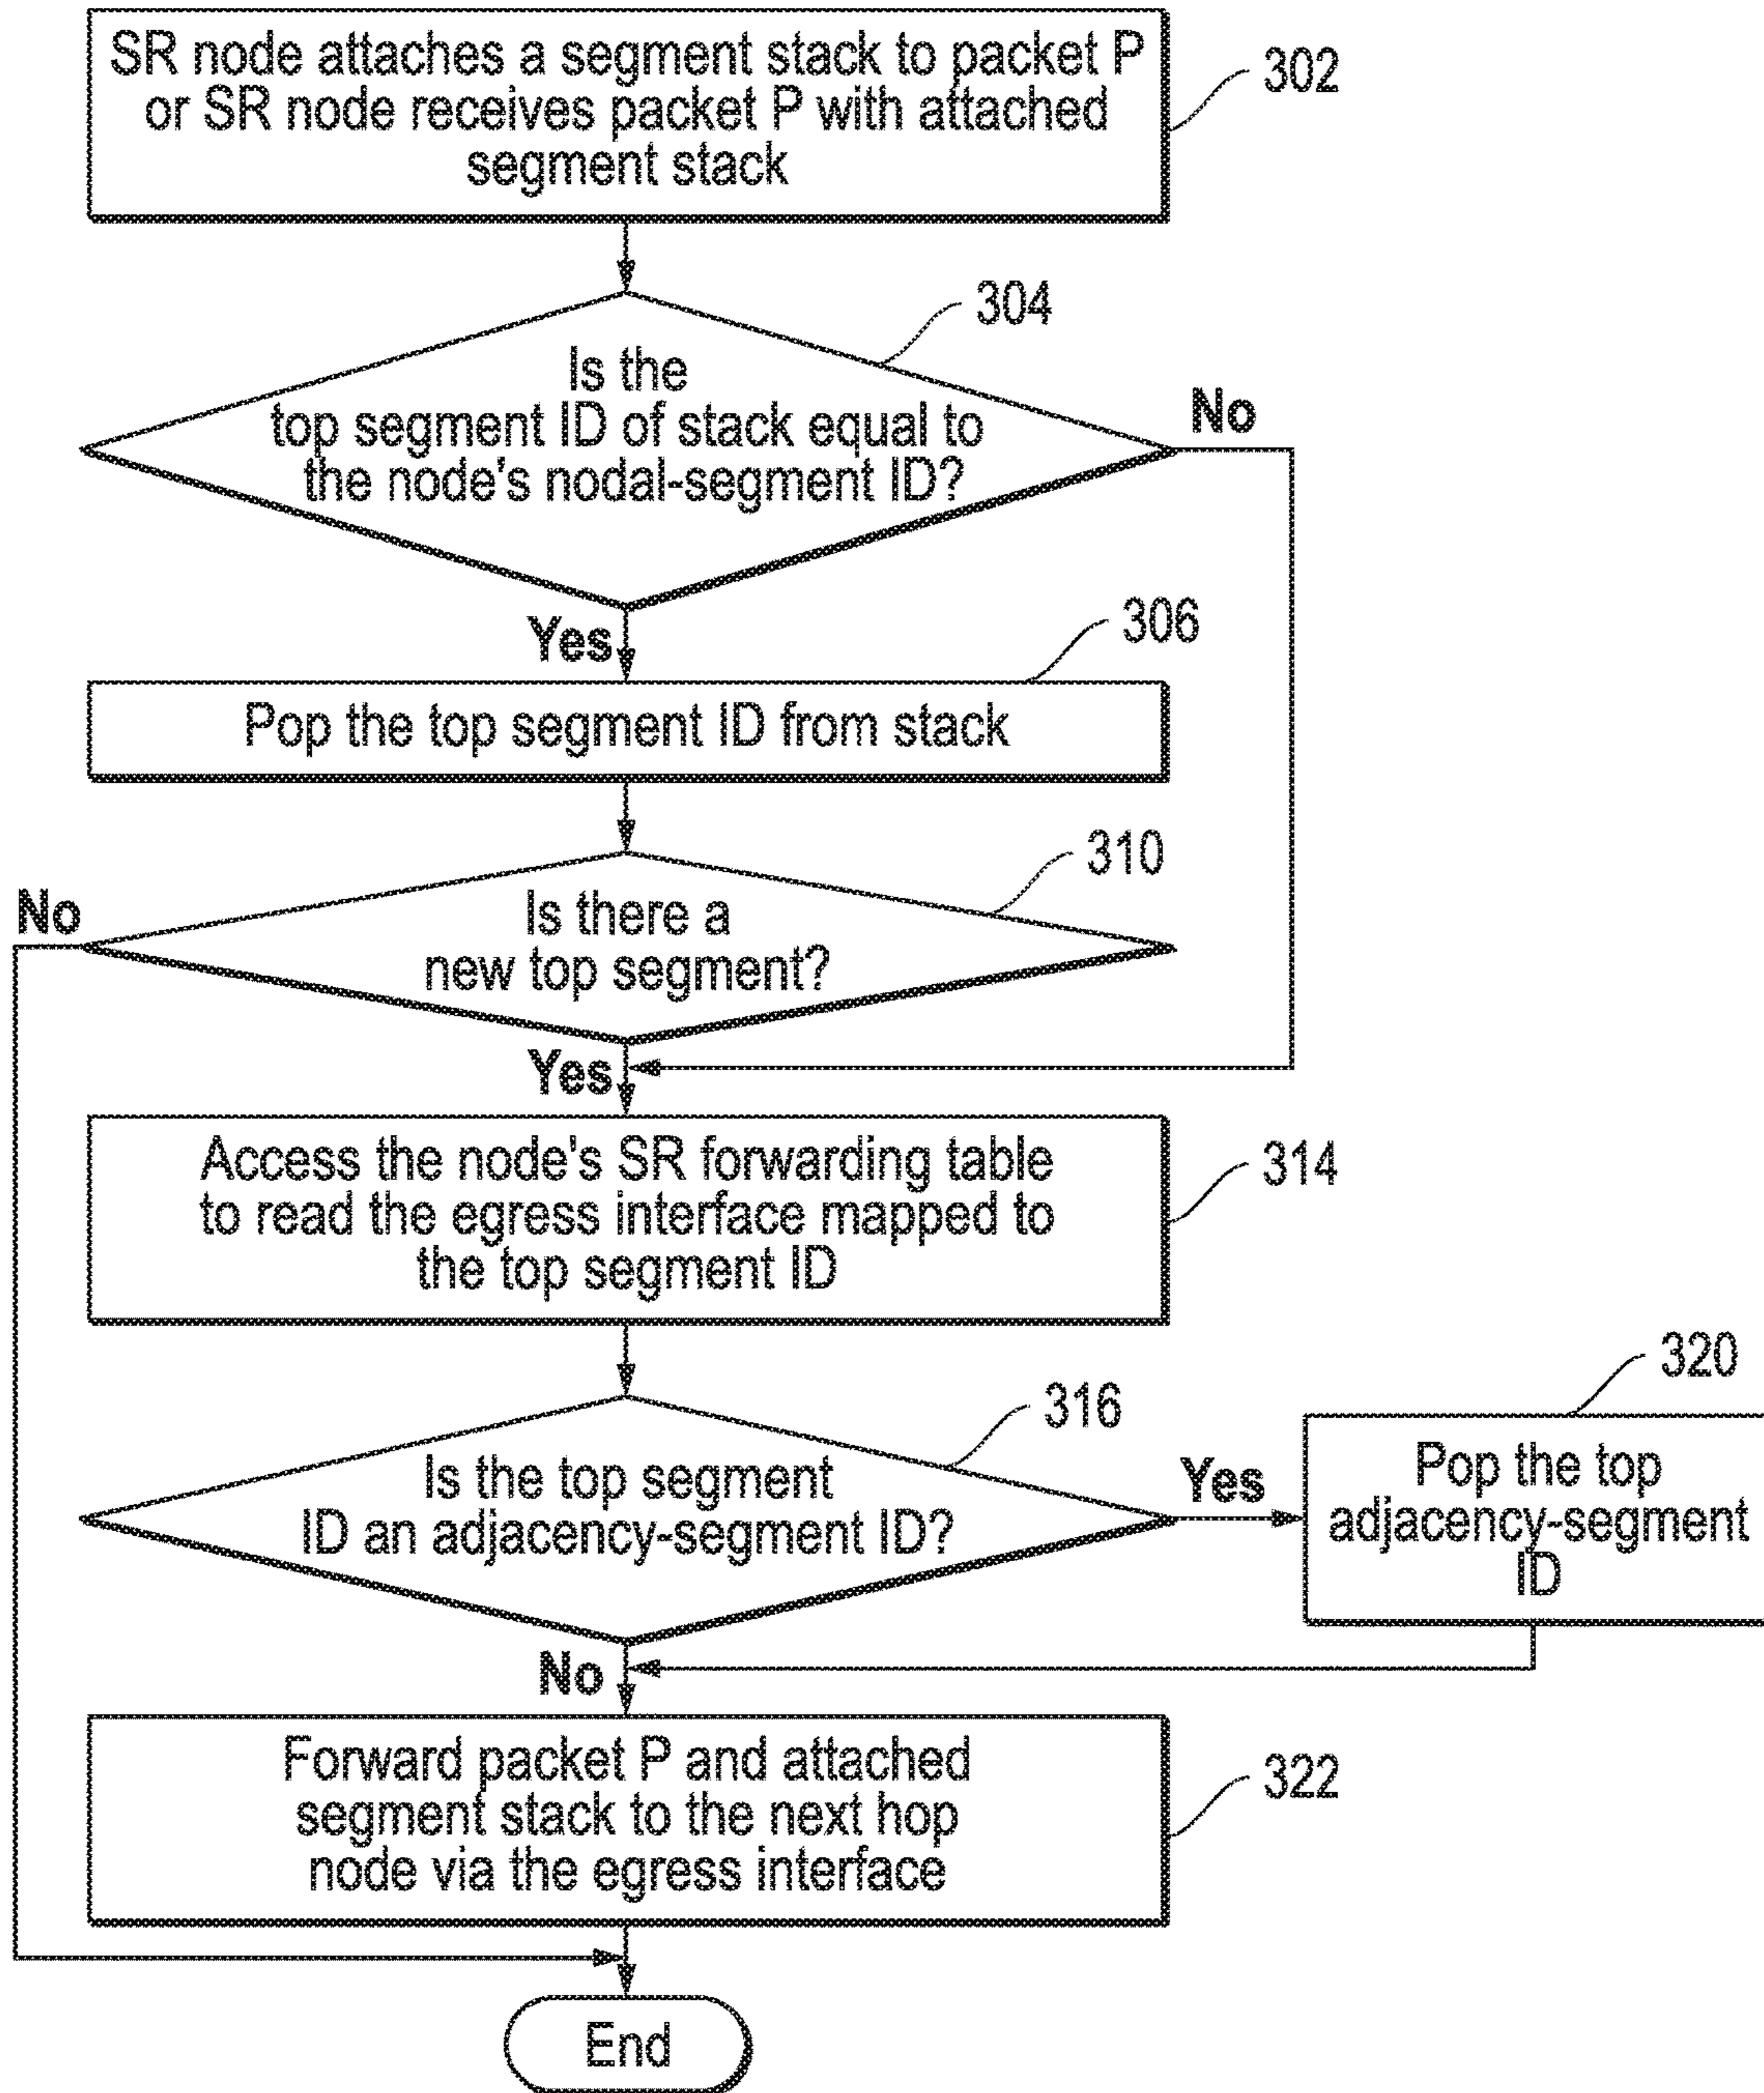 SR node attaches a segment stack to packet P
or SR node receives packet P with attached
segment stack
302
304
Is the
top segment ID of stack equal to
the node's nodal-segment ID?
No
Yes
306
Pop the top segment ID from stack
310
No
Is there a
new top segment?
Yes
Access the node's SR forwarding table
to read the egress interface mapped to
the top segment ID
314
316
Is the top segment
ID an adjacency-segment ID?
Yes
320
Pop the top
adjacency-segment
ID
No
Forward packet P and attached
segment stack to the next hop
node via the egress interface
322
End